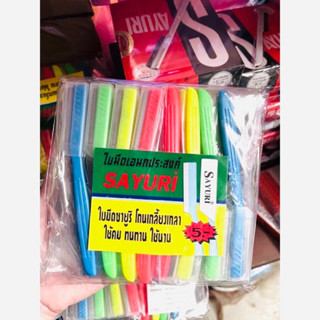 ใบมีดเอนกประสงค์
SAYURI
SAYURI
ใบมีดซายูริ โกนเกลี้ยงเกลา
ใช้คม ทนทาน ใช้นาน
5.-